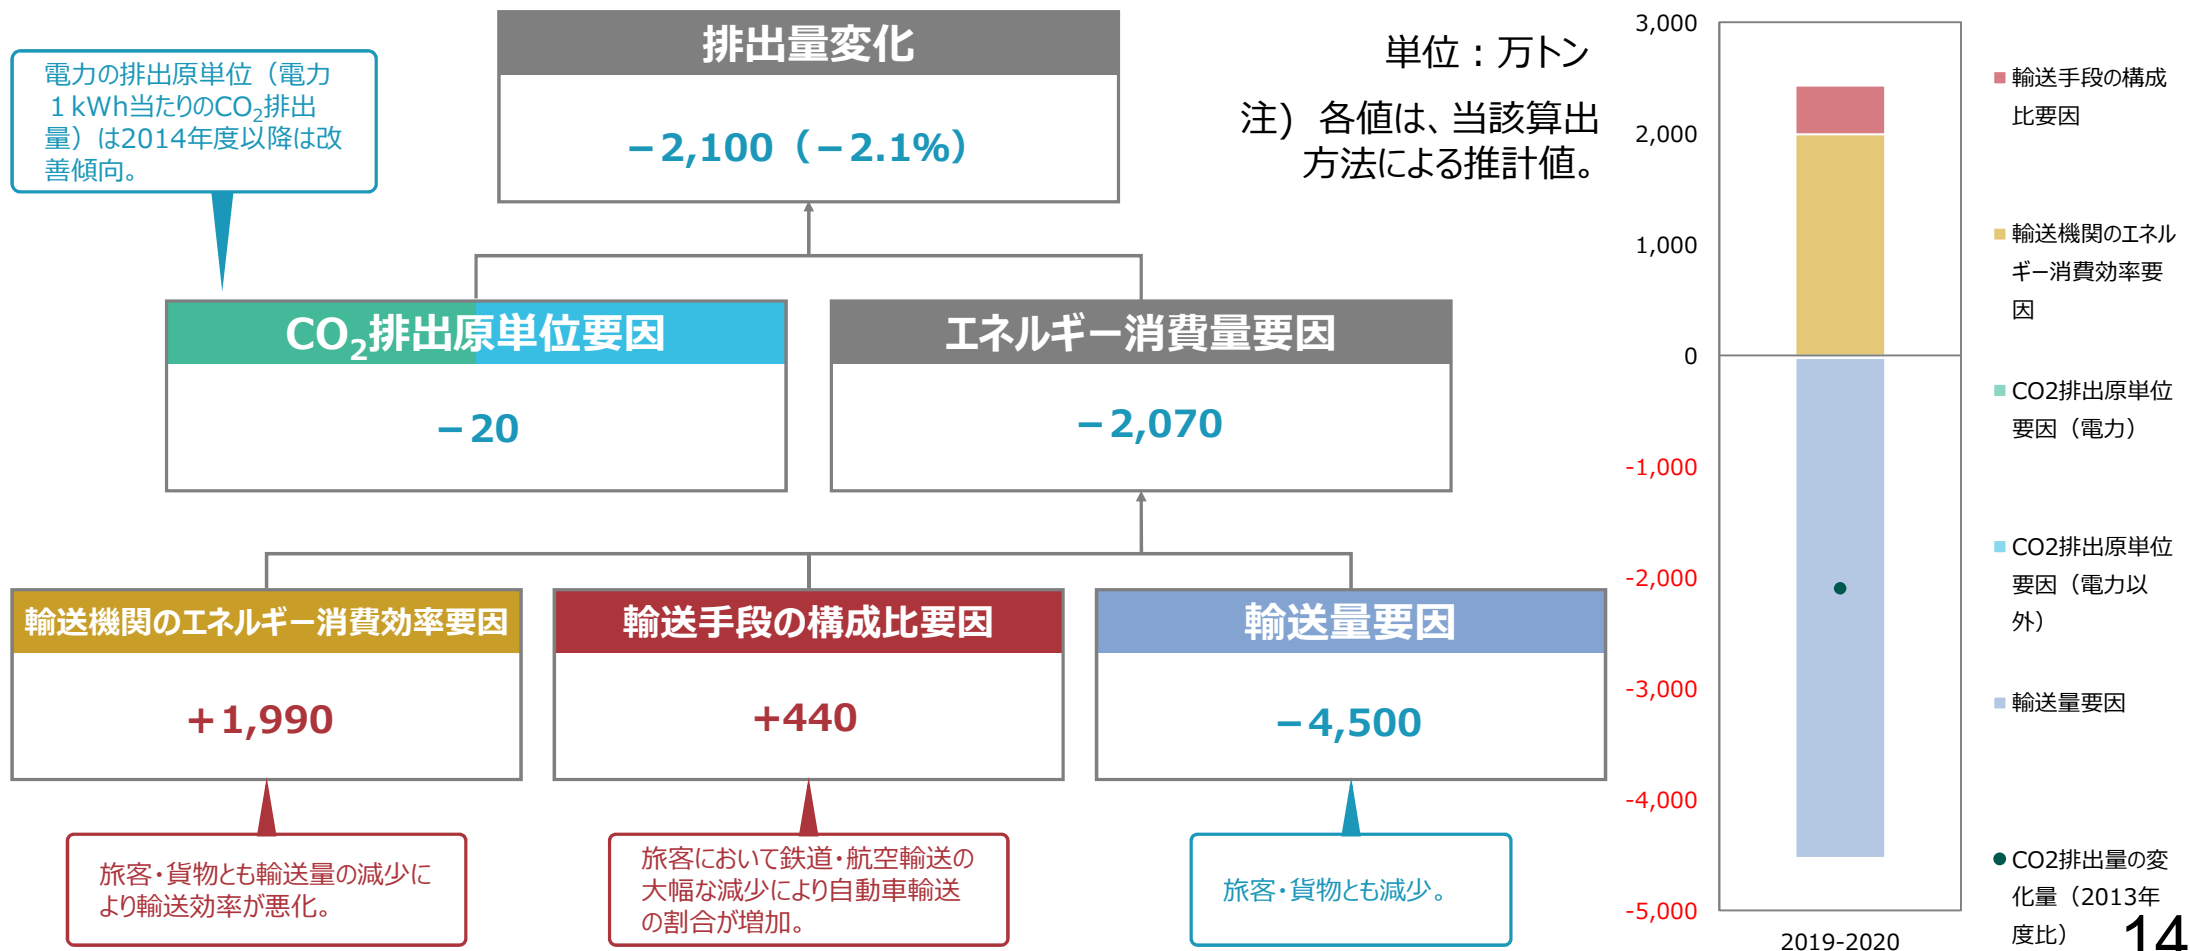 排出量変化
－2,100（－2.1%）
単位：万トン
注）各値は、当該算出
方法による推計値。
電力の排出原単位（電力
１kWh当たりのCO₂排出
量）は2014年度以降は改
善傾向。
CO₂排出原単位要因
－20
エネルギー消費量要因
－2,070
輸送機関のエネルギー消費効率要因
＋1,990
輸送手段の構成比要因
+440
輸送量要因
－4,500
旅客・貨物とも輸送量の減少に
より輸送効率が悪化。
旅客において鉄道・航空輸送の
大幅な減少により自動車輸送
の割合が増加。
旅客・貨物とも減少。
3,000
2,000
1,000
0
-1,000
-2,000
-3,000
-4,000
-5,000
2019-2020
輸送手段の構成
比要因
輸送機関のエネル
ギー消費効率要
因
CO2排出原単位
要因（電力）
CO2排出原単位
要因（電力以
外）
輸送量要因
CO2排出量の変
化量（2013年
度比）
14